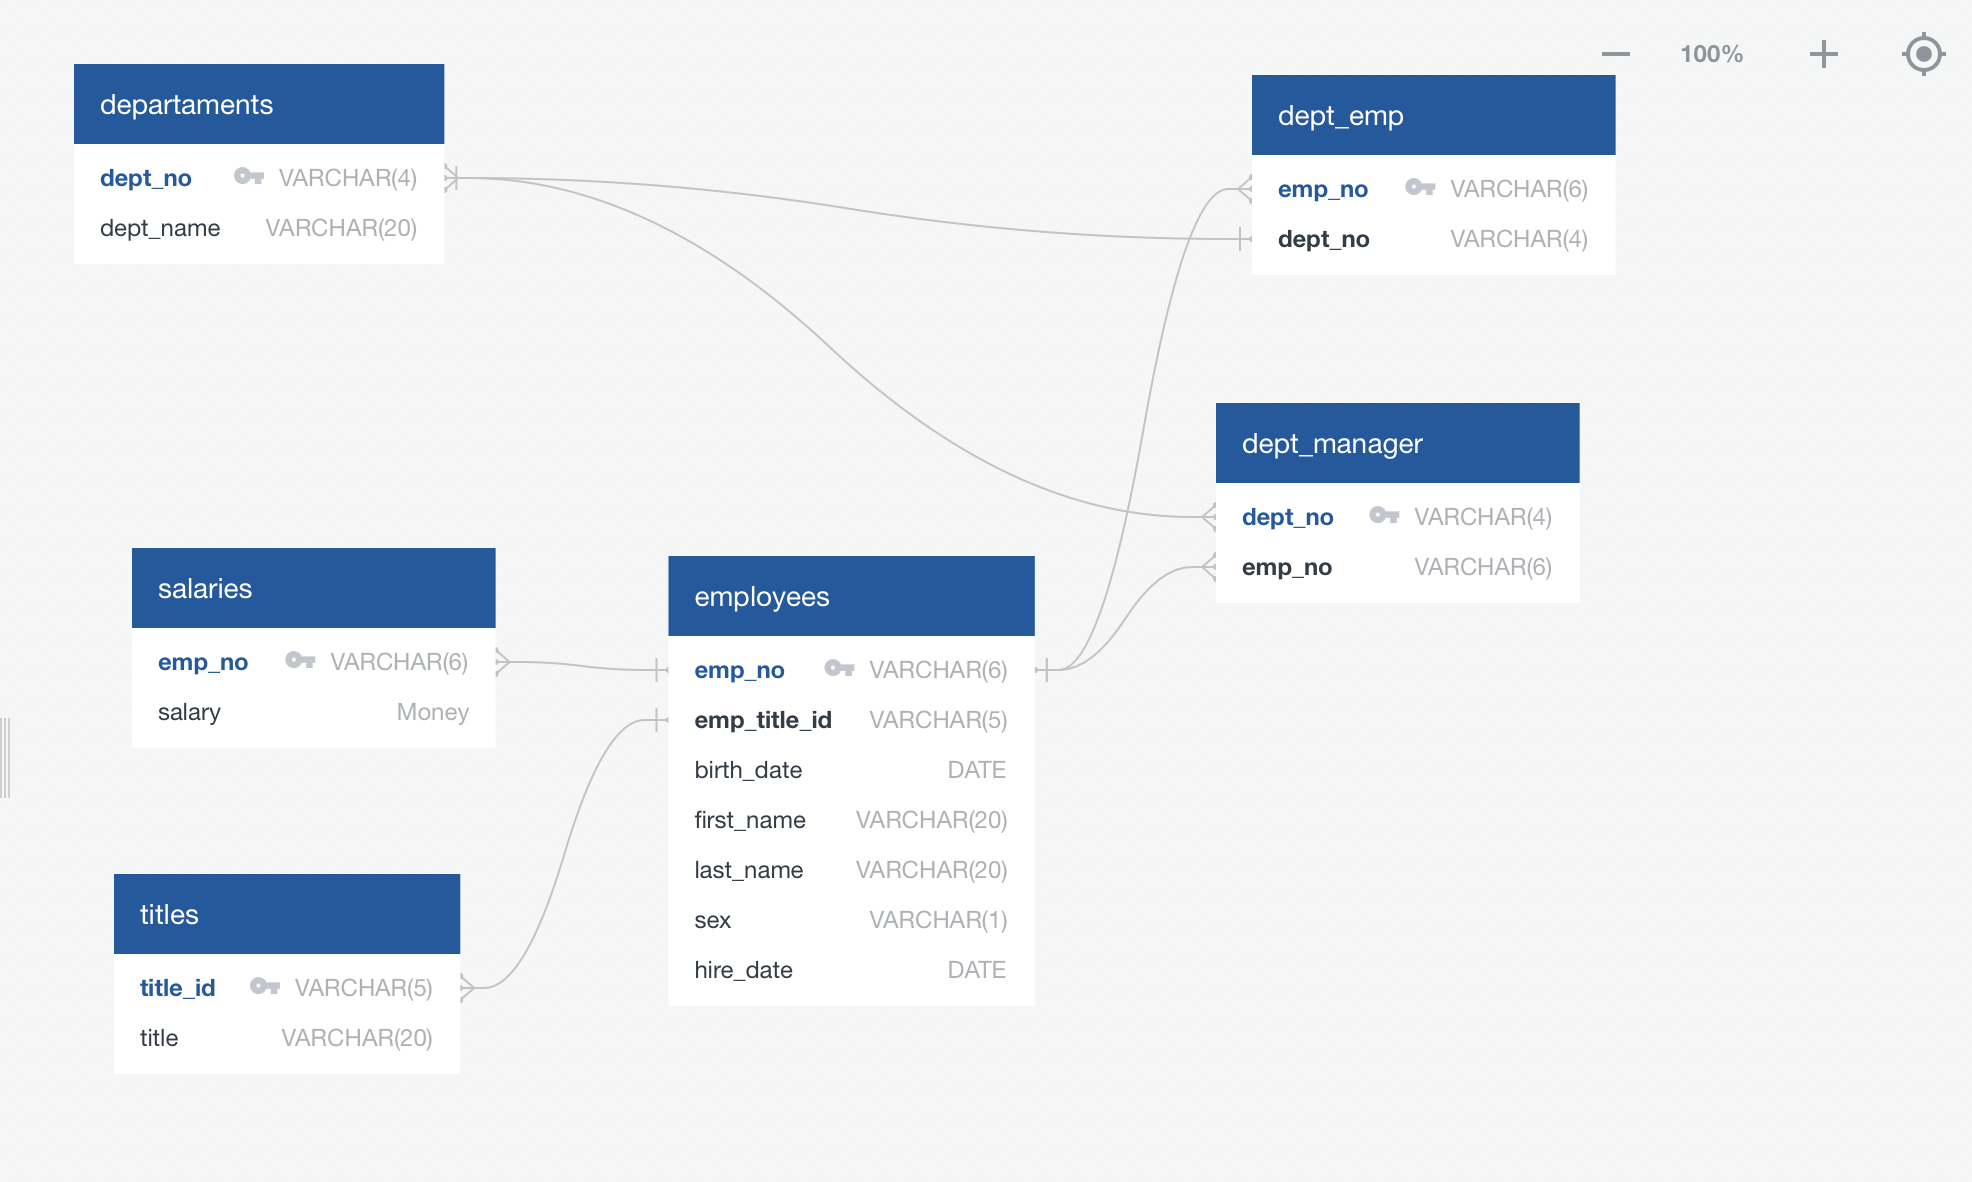 100%
departaments
dept_no VARCHAR(4)
dept_name VARCHAR(20)
dept_emp
emp_no VARCHAR(6)
dept_no VARCHAR(4)
dept_manager
dept_no VARCHAR(4)
emp_no VARCHAR(6)
salaries
emp_no VARCHAR(6)
salary Money
employees
emp_no VARCHAR(6)
emp_title_id VARCHAR(5)
birth_date DATE
first_name VARCHAR(20)
last_name VARCHAR(20)
sex VARCHAR(1)
hire_date DATE
titles
title_id VARCHAR(5)
title VARCHAR(20)